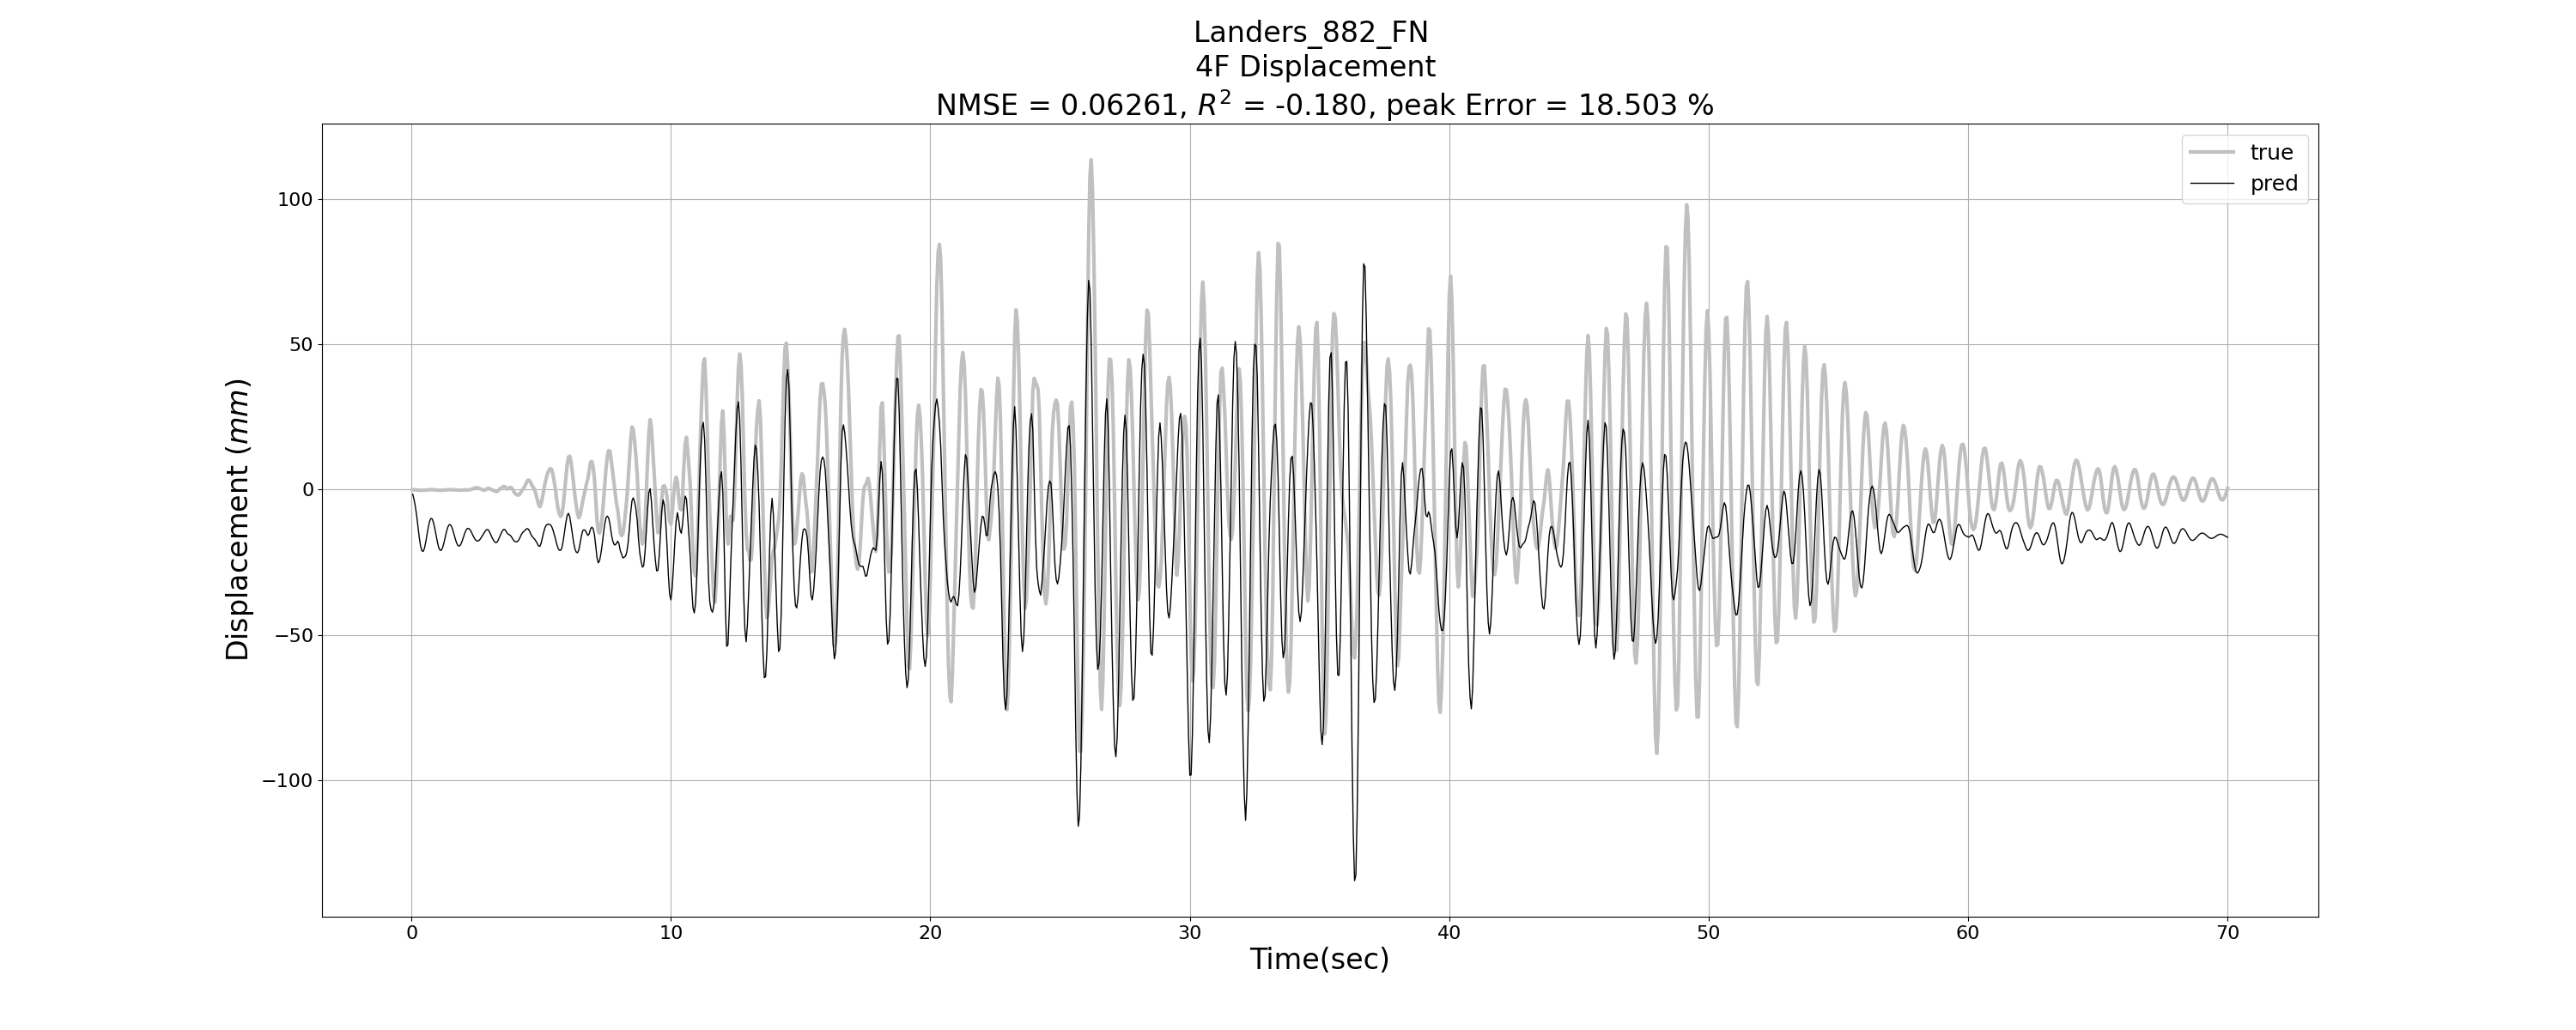 Landers_882_FN
4F Displacement
NMSE = 0.06261, R² = -0.180, peak Error = 18.503 %
true
pred
100
50
0
−50
−100
Displacement (mm)
0 10 20 30 40 50 60 70
Time(sec)